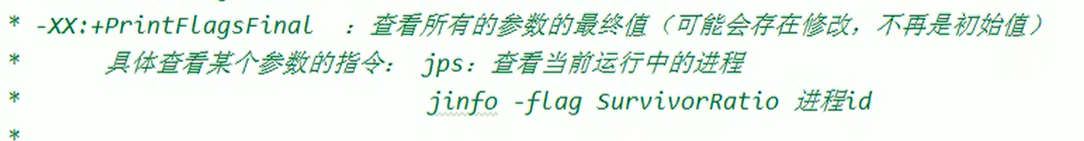 * -XX:+PrintFlagsFinal ：查看所有的参数的最终值（可能会存在修改，不再是初始值）
* 具体查看某个参数的指令： jps：查看当前运行中的进程
* jinfo -flag SurvivorRatio 进程id
*